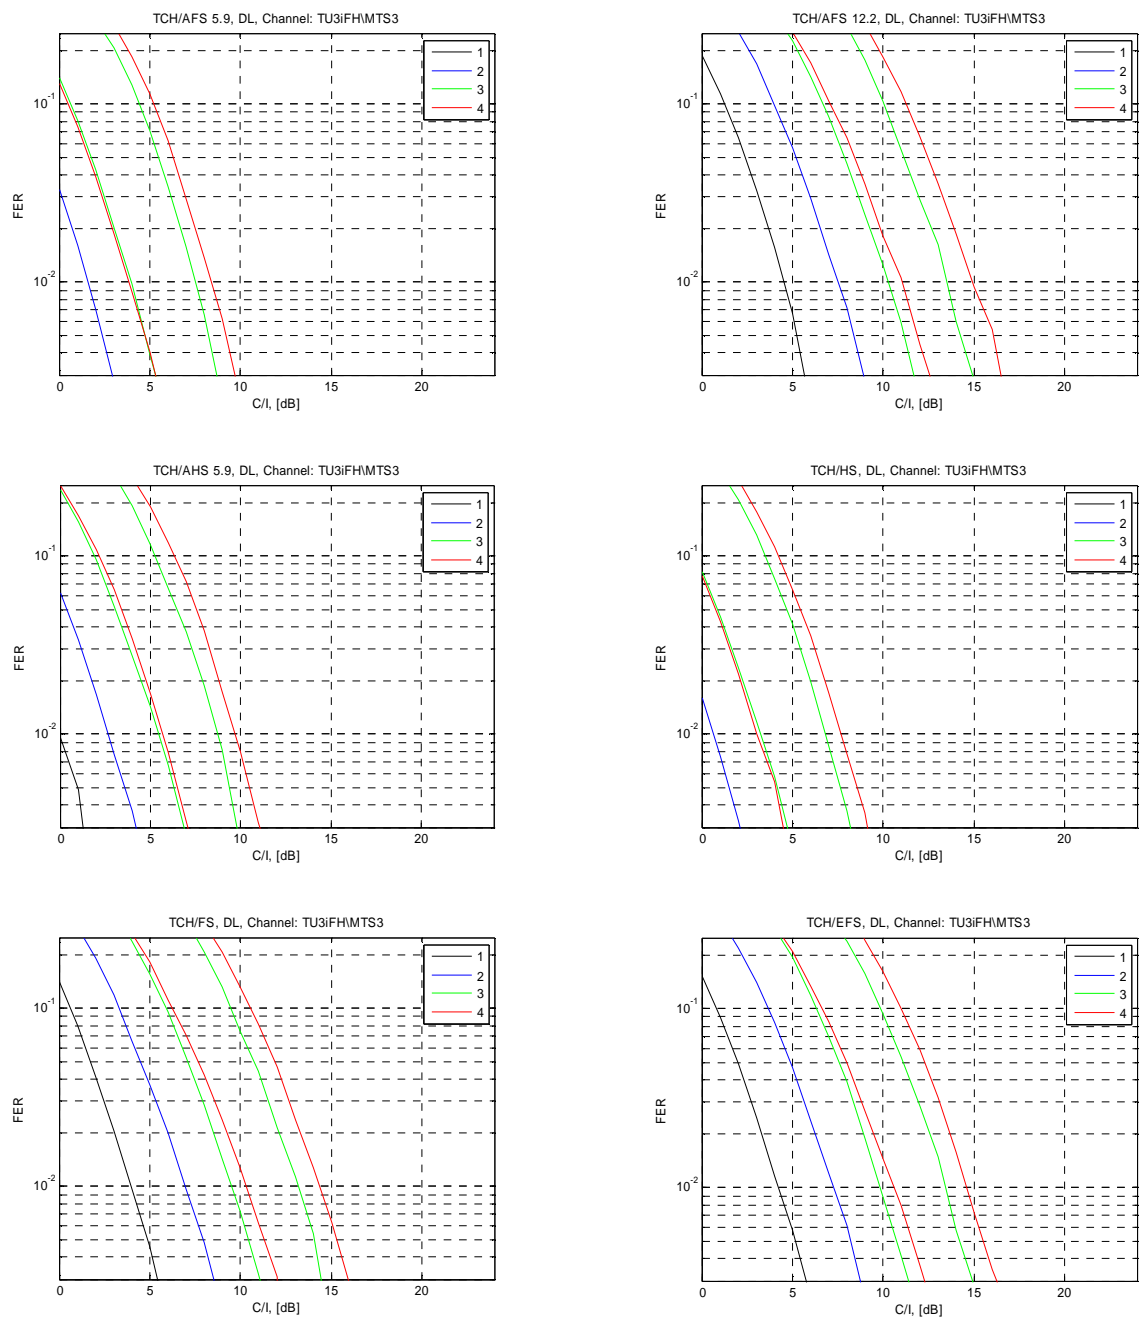 TCH/AFS 5.9, DL, Channel: TU3iFH\MTS3
1
2
3
4
10-1
10-2
FER
0 5 10 15 20
C/I, [dB]
TCH/AFS 12.2, DL, Channel: TU3iFH\MTS3
1
2
3
4
10-1
10-2
FER
0 5 10 15 20
C/I, [dB]
TCH/AHS 5.9, DL, Channel: TU3iFH\MTS3
1
2
3
4
10-1
10-2
FER
0 5 10 15 20
C/I, [dB]
TCH/HS, DL, Channel: TU3iFH\MTS3
1
2
3
4
10-1
10-2
FER
0 5 10 15 20
C/I, [dB]
TCH/FS, DL, Channel: TU3iFH\MTS3
1
2
3
4
10-1
10-2
FER
0 5 10 15 20
C/I, [dB]
TCH/EFS, DL, Channel: TU3iFH\MTS3
1
2
3
4
10-1
10-2
FER
0 5 10 15 20
C/I, [dB]